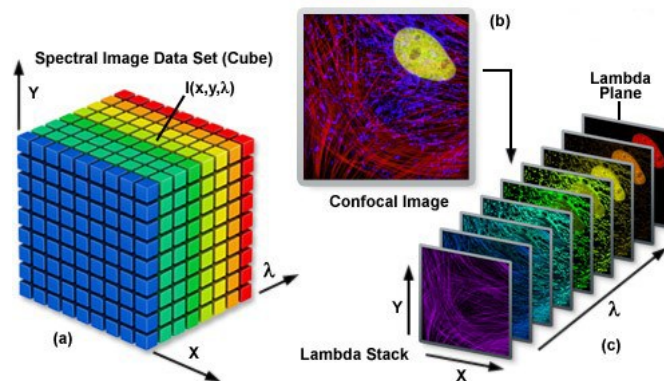 Spectral Image Data Set (Cube)
I(x,y,λ)
Y
λ
X
(a)
(b)
Confocal Image
Lambda
Plane
Y
X
λ
Lambda Stack
(c)